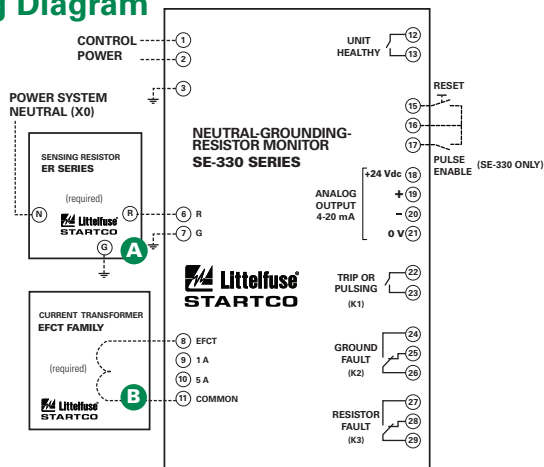 g Diagram
CONTROL
POWER
1
2
3
POWER SYSTEM
NEUTRAL (X0)
SENSING RESISTOR
ER SERIES
(required)
N
R
Littelfuse®
STARTCO
G
A
6 R
7 G
CURRENT TRANSFORMER
EFCT FAMILY
(required)
Littelfuse®
STARTCO
B
8 EFCT
9 1 A
10 5 A
11 COMMON
NEUTRAL-GROUNDING-
RESISTOR MONITOR
SE-330 SERIES
Littelfuse®
STARTCO
UNIT
HEALTHY
12
13
RESET
15
16
17
PULSE
ENABLE
(SE-330 ONLY)
ANALOG
OUTPUT
4-20 mA
+24 Vdc 18
+ 19
– 20
0 V 21
TRIP OR
PULSING
(K1)
22
23
GROUND
FAULT
(K2)
24
25
26
RESISTOR
FAULT
(K3)
27
28
29